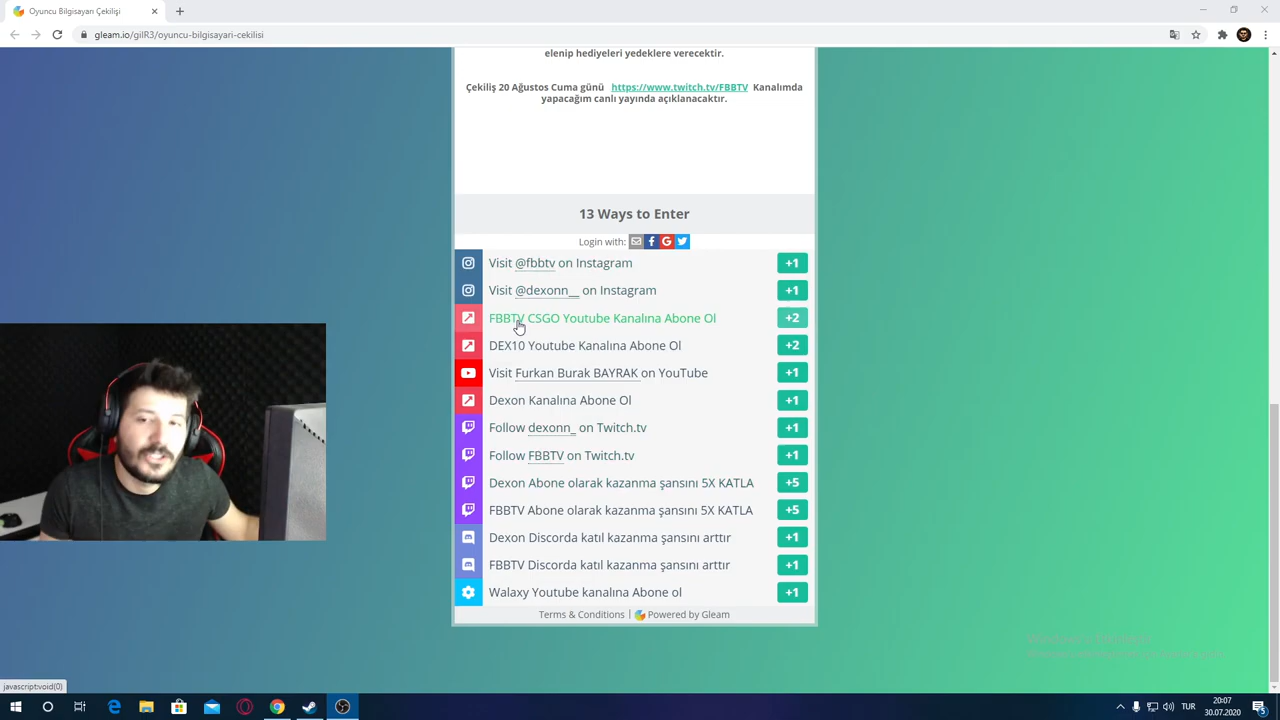 Oyuncu Bilgisayarı Çekilişi
gleam.io/gilR3/oyuncu-bilgisayari-cekilisi
elenip hediyeleri yedeklere verecektir.
Çekiliş 20 Ağustos Cuma günü https://www.twitch.tv/FBBTV Kanalımda
yapacağım canlı yayında açıklanacaktır.
13 Ways to Enter
Login with:
Visit @fbbtv on Instagram +1
Visit @dexonn__ on Instagram +1
FBBTV CSGO Youtube Kanalına Abone Ol +2
DEX10 Youtube Kanalına Abone Ol +2
Visit Furkan Burak BAYRAK on YouTube +1
Dexon Kanalına Abone Ol +1
Follow dexonn_ on Twitch.tv +1
Follow FBBTV on Twitch.tv +1
Dexon Abone olarak kazanma şansını 5X KATLA +5
FBBTV Abone olarak kazanma şansını 5X KATLA +5
Dexon Discorda katıl kazanma şansını arttır +1
FBBTV Discorda katıl kazanma şansını arttır +1
Walaxy Youtube kanalına Abone ol +1
Terms & Conditions | Powered by Gleam
javascript:void(0)
TUR
20:07
30.07.2020
5